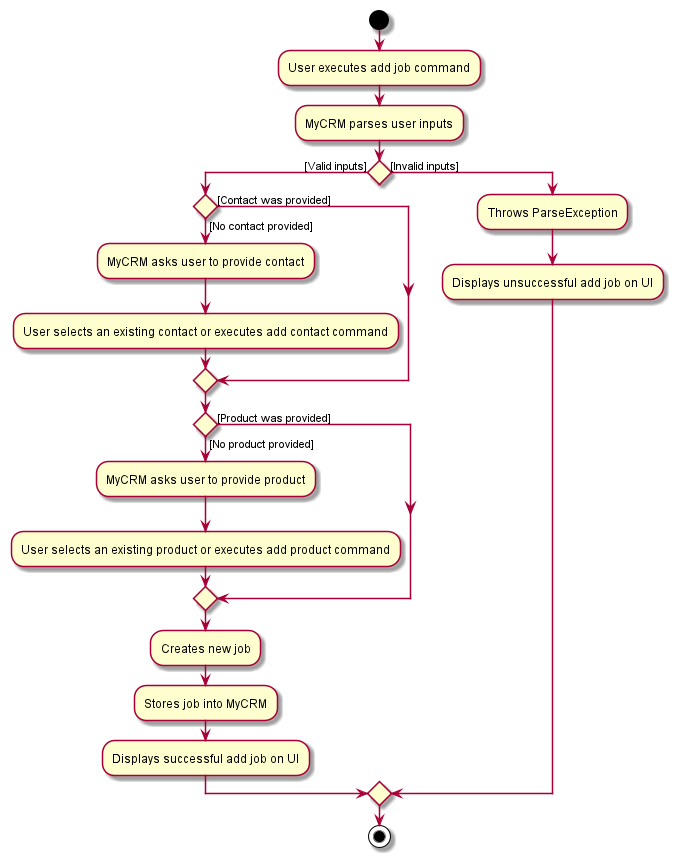 User executes add job command
MyCRM parses user inputs
[Valid inputs]
[Invalid inputs]
[Contact was provided]
[No contact provided]
Throws ParseException
MyCRM asks user to provide contact
Displays unsuccessful add job on UI
User selects an existing contact or executes add contact command
[Product was provided]
[No product provided]
MyCRM asks user to provide product
User selects an existing product or executes add product command
Creates new job
Stores job into MyCRM
Displays successful add job on UI